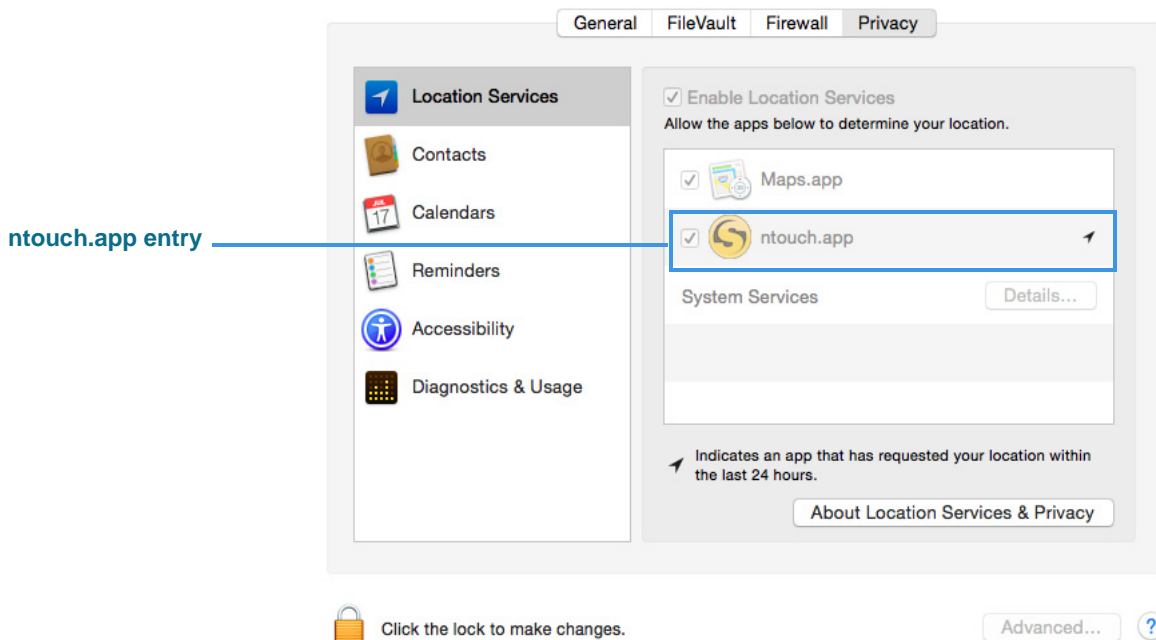 General FileVault Firewall Privacy
Location Services
Contacts
JUL
17
Calendars
Reminders
Accessibility
Diagnostics & Usage
Enable Location Services
Allow the apps below to determine your location.
Maps.app
ntouch.app
System Services Details...
Indicates an app that has requested your location within
the last 24 hours.
About Location Services & Privacy
ntouch.app entry
Click the lock to make changes.
Advanced... ?